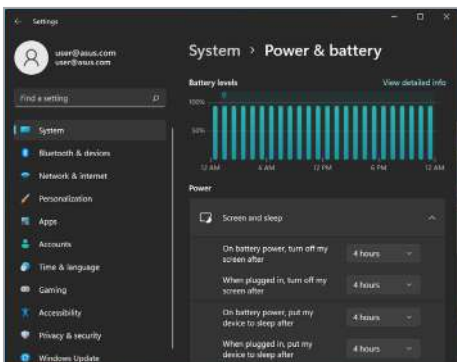 Settings
user@asus.com
user@asus.com
Find a setting
System
Bluetooth & devices
Network & internet
Personalization
Apps
Accounts
Time & language
Gaming
Accessibility
Privacy & security
Windows Update
System > Power & battery
Battery levels View detailed info
100%
50%
12 AM 6 AM 12 PM 6 PM 12 AM
Power
Screen and sleep
On battery power, turn off my
screen after
4 hours
When plugged in, turn off my
screen after
4 hours
On battery power, put my
device to sleep after
4 hours
When plugged in, put my
device to sleep after
4 hours